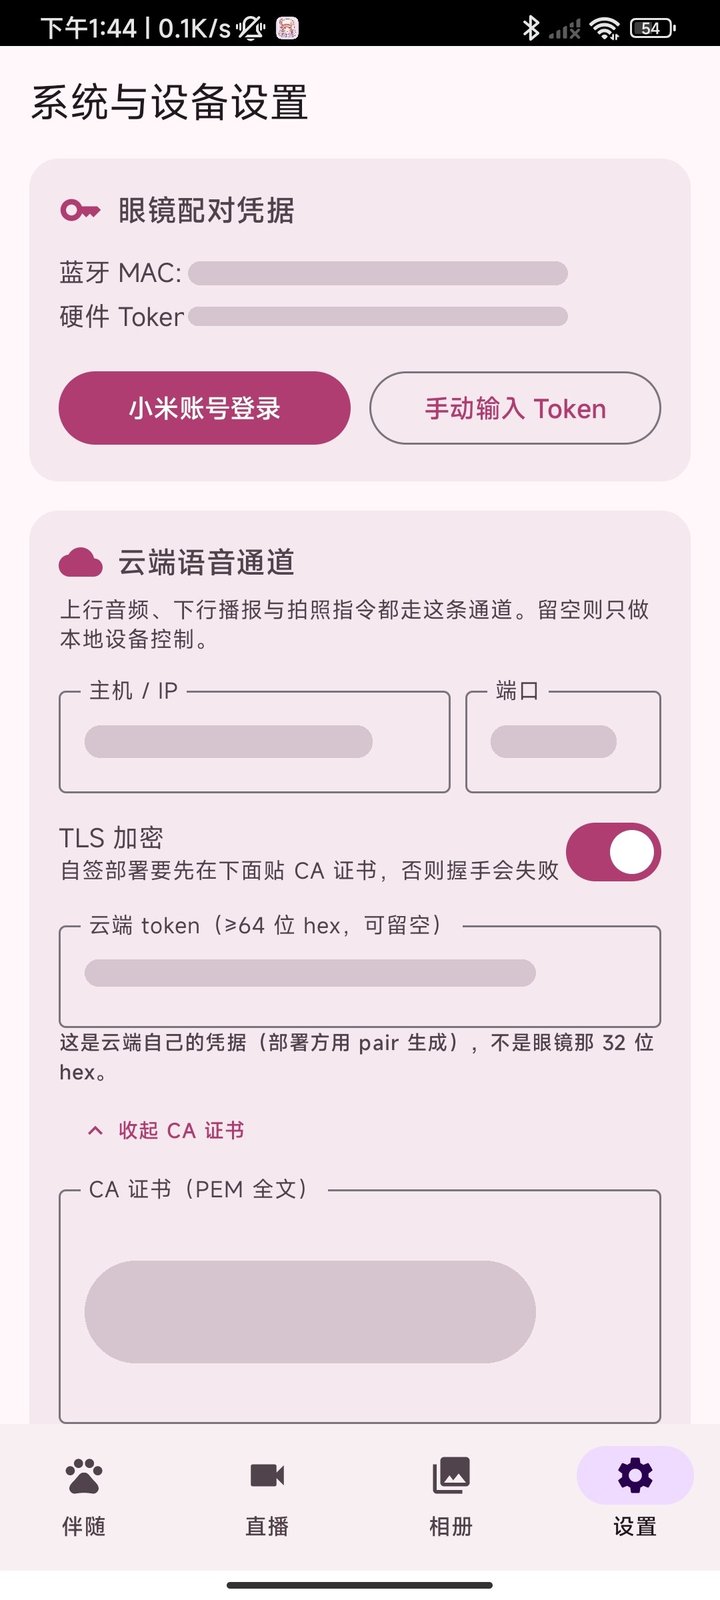 下午1:44 | 0.1K/s
54
系统与设备设置
眼镜配对凭据
蓝牙 MAC:
硬件 Token
小米账号登录
手动输入 Token
云端语音通道
上行音频、下行播报与拍照指令都走这条通道。留空则只做
本地设备控制。
主机 / IP
端口
TLS 加密
自签部署要先在下面贴 CA 证书，否则握手会失败
云端 token（≥64 位 hex，可留空）
这是云端自己的凭据（部署方用 pair 生成），不是眼镜那 32 位
hex。
收起 CA 证书
CA 证书（PEM 全文）
伴随
直播
相册
设置